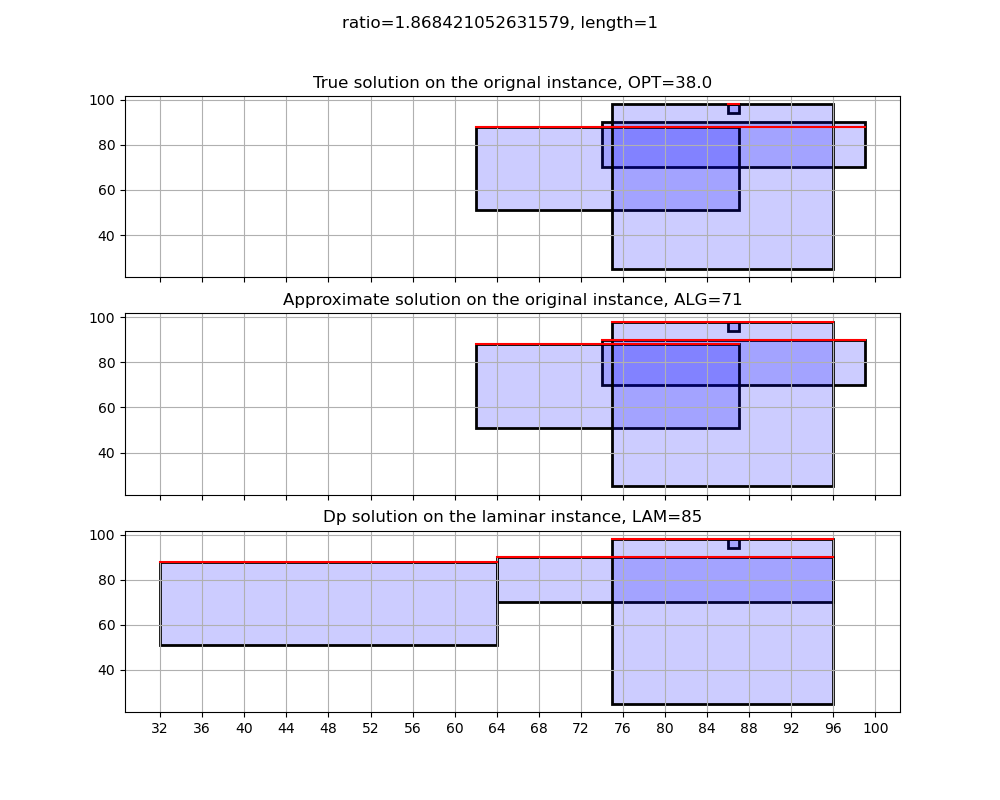 ratio=1.868421052631579, length=1
True solution on the orignal instance, OPT=38.0
100
80
60
40
Approximate solution on the original instance, ALG=71
100
80
60
40
Dp solution on the laminar instance, LAM=85
100
80
60
40
32 36 40 44 48 52 56 60 64 68 72 76 80 84 88 92 96 100